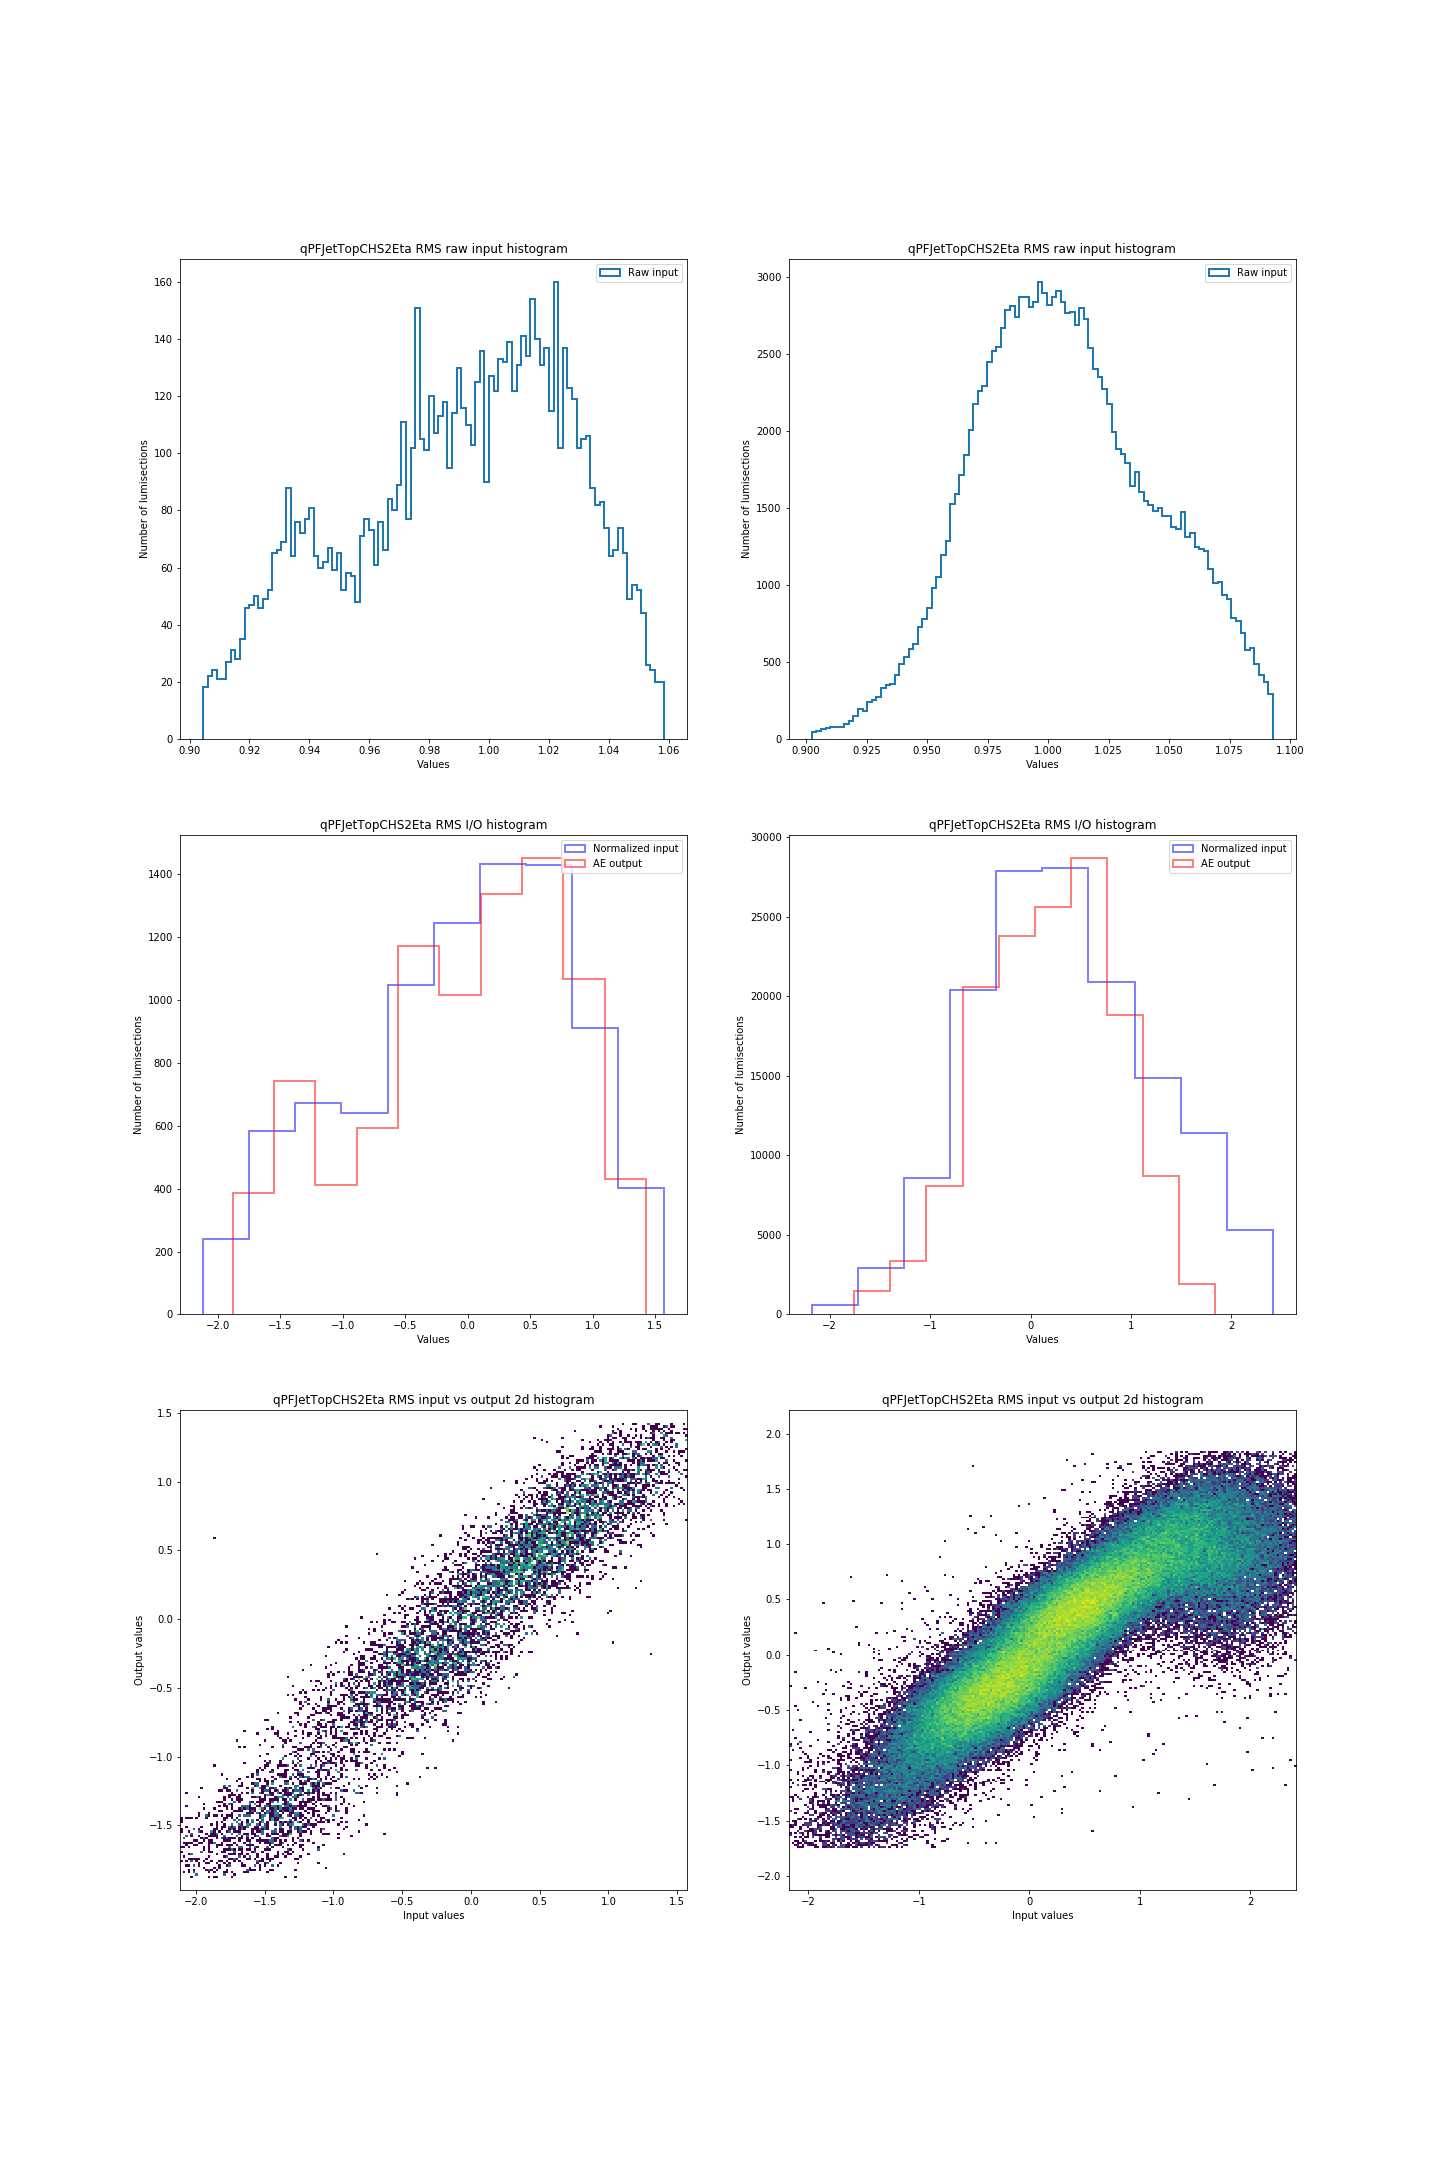 qPFJetTopCHS2Eta RMS raw input histogram
Raw input
Number of lumisections
160
140
120
100
80
60
40
20
0
0.90 0.92 0.94 0.96 0.98 1.00 1.02 1.04 1.06
Values
qPFJetTopCHS2Eta RMS raw input histogram
Raw input
Number of lumisections
3000
2500
2000
1500
1000
500
0
0.900 0.925 0.950 0.975 1.000 1.025 1.050 1.075 1.100
Values
qPFJetTopCHS2Eta RMS I/O histogram
Normalized input
AE output
Number of lumisections
1400
1200
1000
800
600
400
200
0
−2.0 −1.5 −1.0 −0.5 0.0 0.5 1.0 1.5
Values
qPFJetTopCHS2Eta RMS I/O histogram
Normalized input
AE output
Number of lumisections
30000
25000
20000
15000
10000
5000
0
−2 −1 0 1 2
Values
qPFJetTopCHS2Eta RMS input vs output 2d histogram
Output values
1.5
1.0
0.5
0.0
−0.5
−1.0
−1.5
−2.0 −1.5 −1.0 −0.5 0.0 0.5 1.0 1.5
Input values
qPFJetTopCHS2Eta RMS input vs output 2d histogram
Output values
2.0
1.5
1.0
0.5
0.0
−0.5
−1.0
−1.5
−2.0
−2 −1 0 1 2
Input values